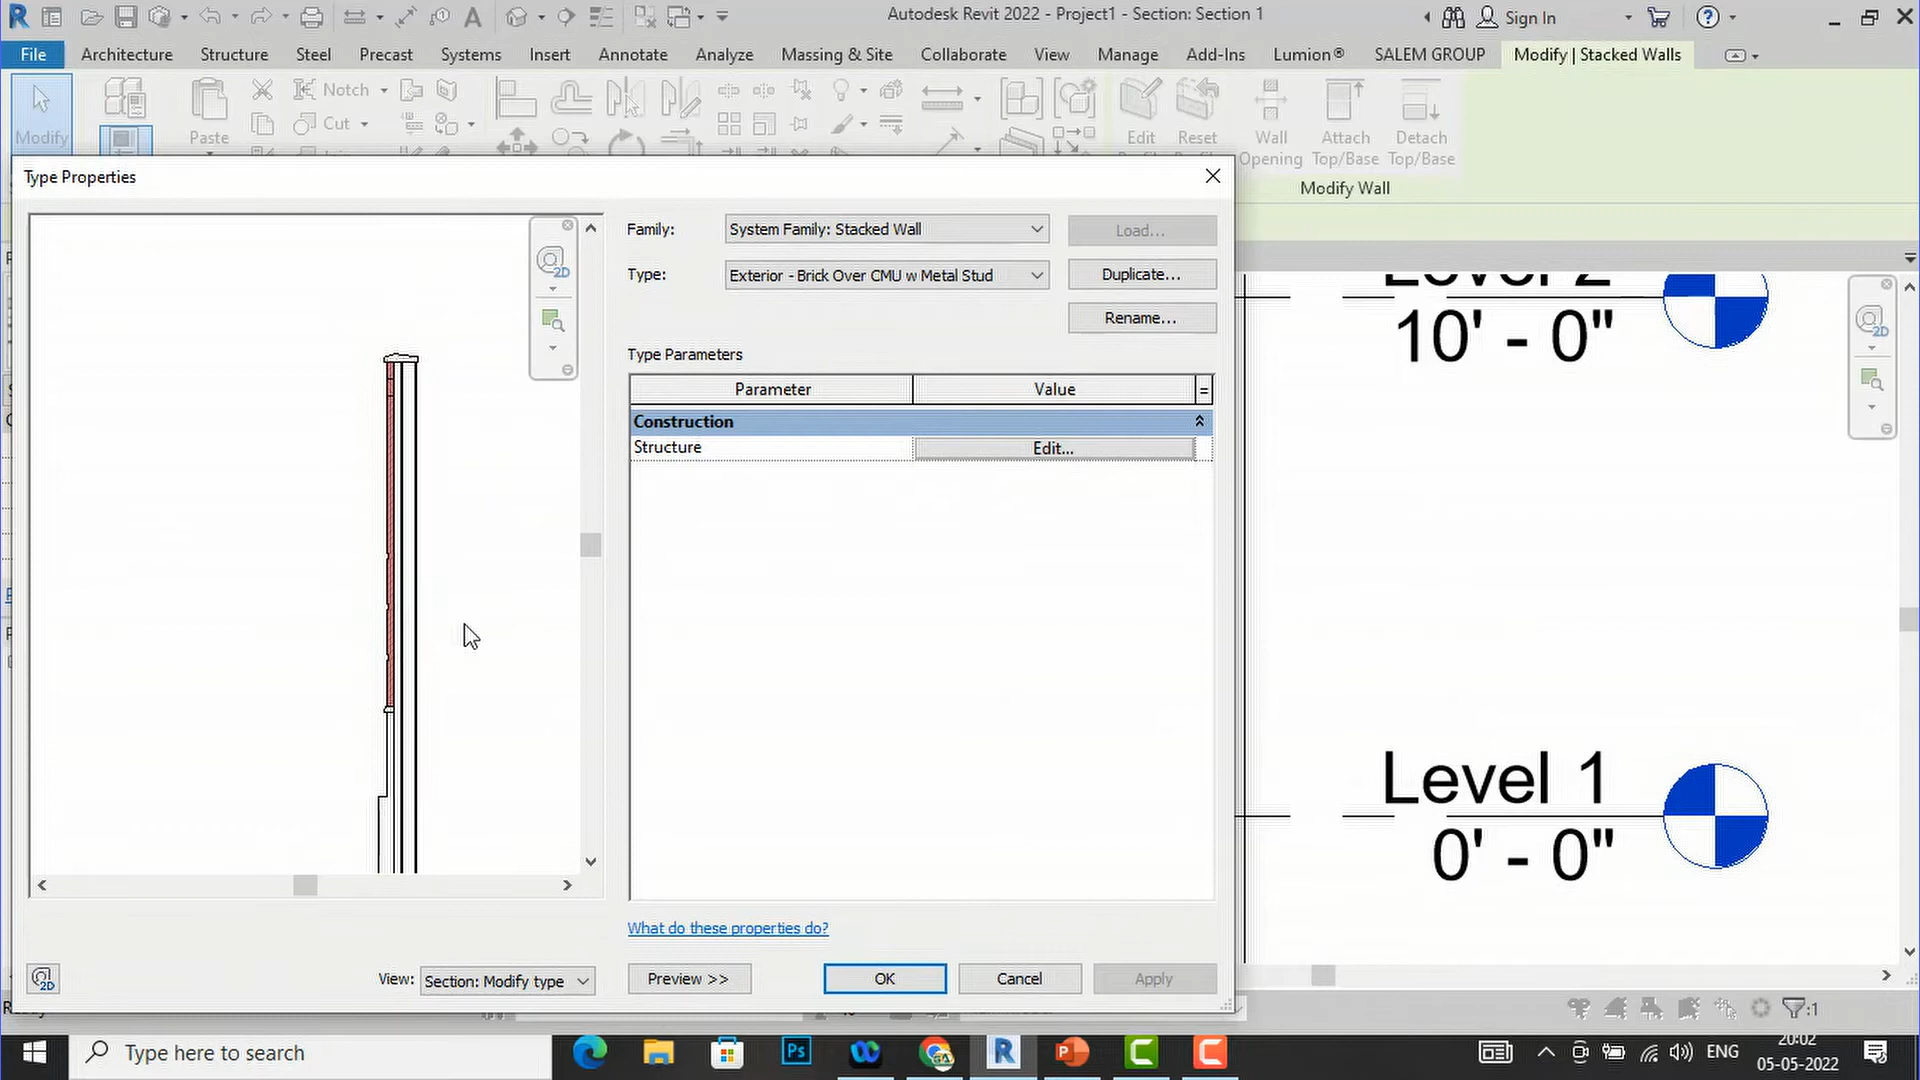 Autodesk Revit 2022 - Project1 - Section: Section 1
Sign In
File Architecture Structure Steel Precast Systems Insert Annotate Analyze Massing & Site Collaborate View Manage Add-Ins Lumion® SALEM GROUP Modify | Stacked Walls
Notch
Cut
Modify
Paste
Edit
Reset
Wall
Opening
Attach
Top/Base
Detach
Top/Base
Modify Wall
Type Properties
Family: System Family: Stacked Wall Load...
Type: Exterior - Brick Over CMU w Metal Stud Duplicate...
Rename...
Type Parameters
Parameter Value =
Construction
Structure Edit...
What do these properties do?
View: Section: Modify type Preview >> OK Cancel Apply
2D
2D
2D
Level 2
10' - 0"
Level 1
0' - 0"
:1
Type here to search
Ps
ENG
20:02
05-05-2022